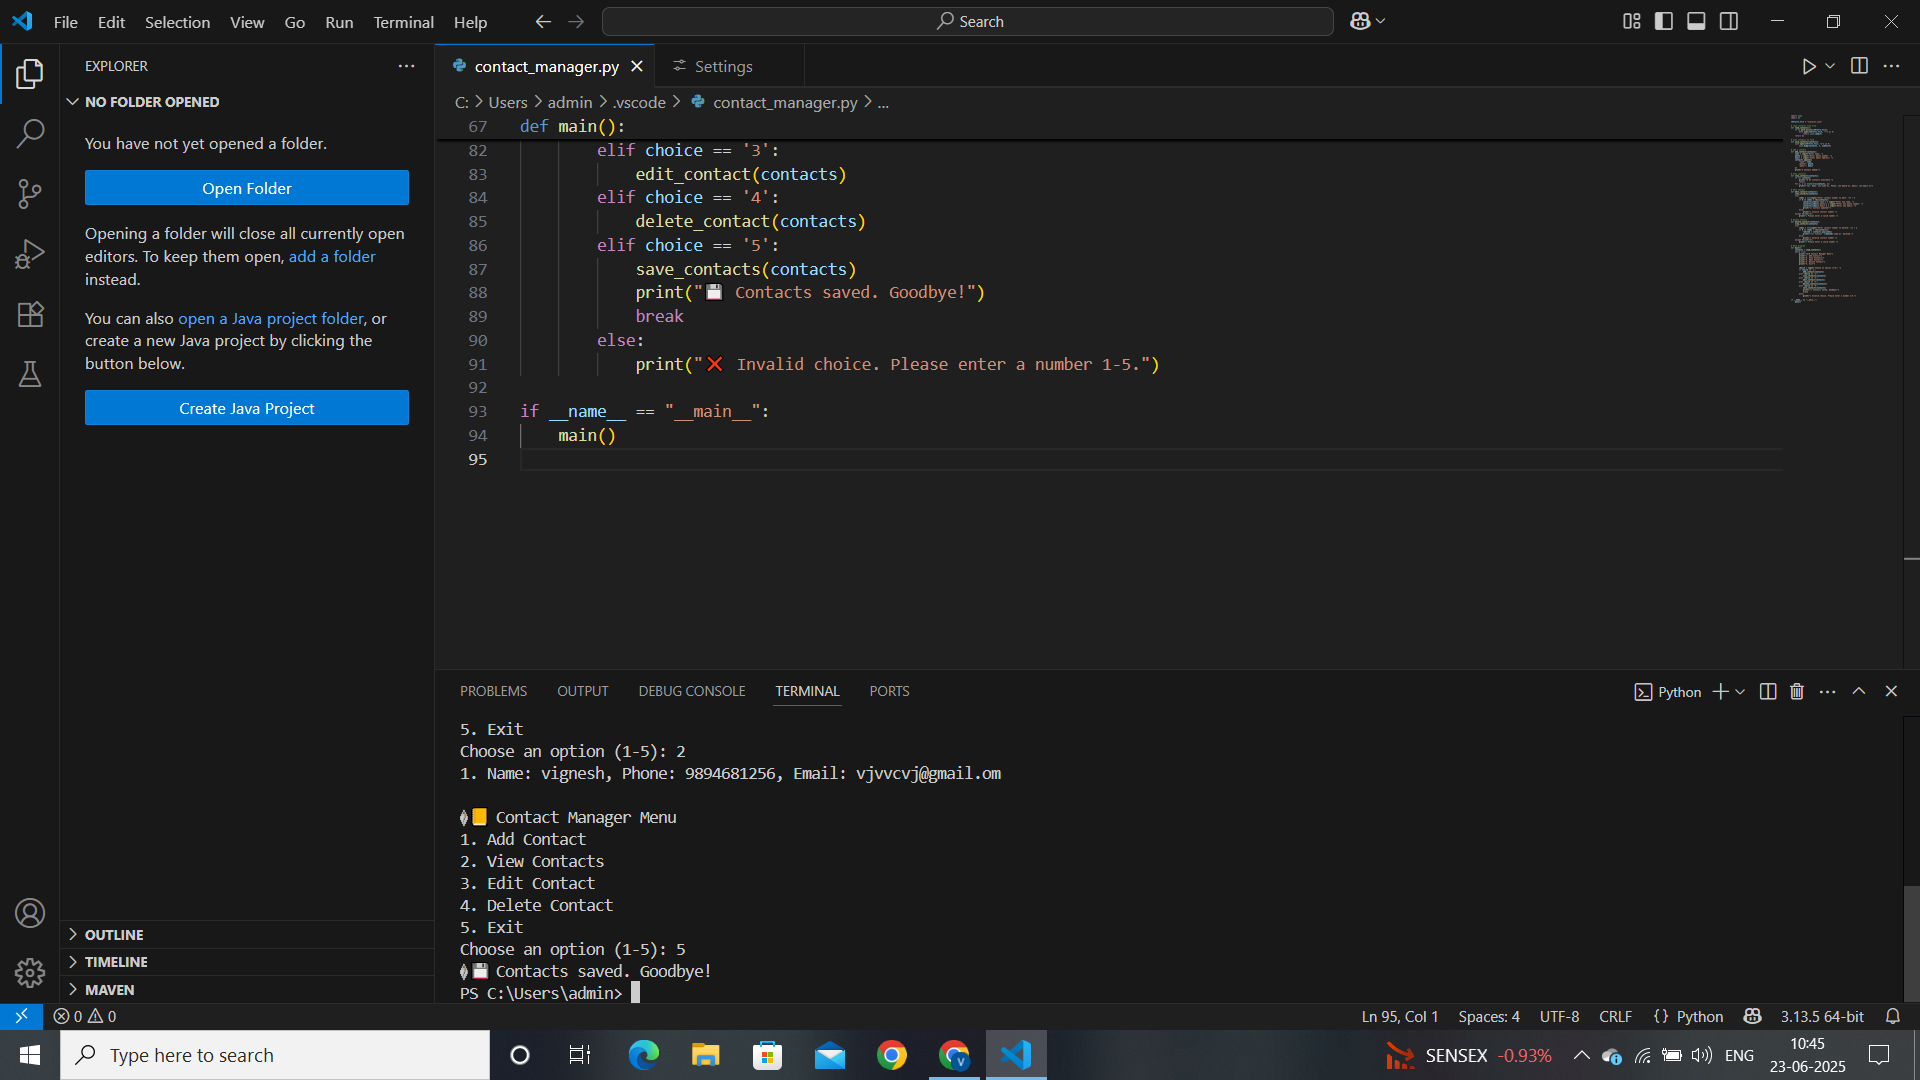 File Edit Selection View Go Run Terminal Help
Search
EXPLORER
NO FOLDER OPENED
You have not yet opened a folder.
Open Folder
Opening a folder will close all currently open
editors. To keep them open, add a folder
instead.
You can also open a Java project folder, or
create a new Java project by clicking the
button below.
Create Java Project
OUTLINE
TIMELINE
MAVEN
contact_manager.py
Settings
C: > Users > admin > .vscode > contact_manager.py > ...
67 def main():
82 elif choice == '3':
83 edit_contact(contacts)
84 elif choice == '4':
85 delete_contact(contacts)
86 elif choice == '5':
87 save_contacts(contacts)
88 print("💾 Contacts saved. Goodbye!")
89 break
90 else:
91 print("❌ Invalid choice. Please enter a number 1-5.")
92
93 if __name__ == "__main__":
94 main()
95
PROBLEMS OUTPUT DEBUG CONSOLE TERMINAL PORTS
Python
5. Exit
Choose an option (1-5): 2
1. Name: vignesh, Phone: 9894681256, Email: vjvvcvj@gmail.om
📒 Contact Manager Menu
1. Add Contact
2. View Contacts
3. Edit Contact
4. Delete Contact
5. Exit
Choose an option (1-5): 5
💾 Contacts saved. Goodbye!
PS C:\Users\admin>
0 0
Ln 95, Col 1 Spaces: 4 UTF-8 CRLF {} Python 3.13.5 64-bit
Type here to search
V
SENSEX -0.93%
ENG
10:45
23-06-2025